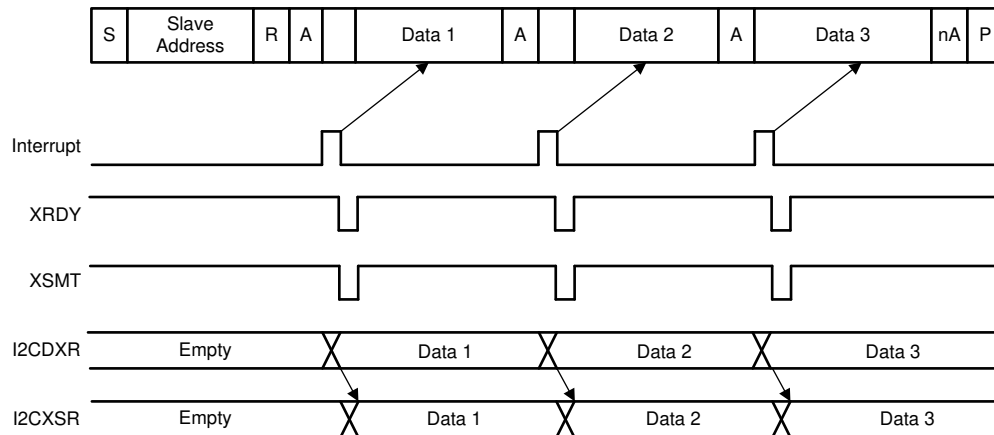 S Slave Address R A Data 1 A Data 2 A Data 3 nA P
Interrupt
XRDY
XSMT
I2CDXR Empty Data 1 Data 2 Data 3
I2CXSR Empty Data 1 Data 2 Data 3